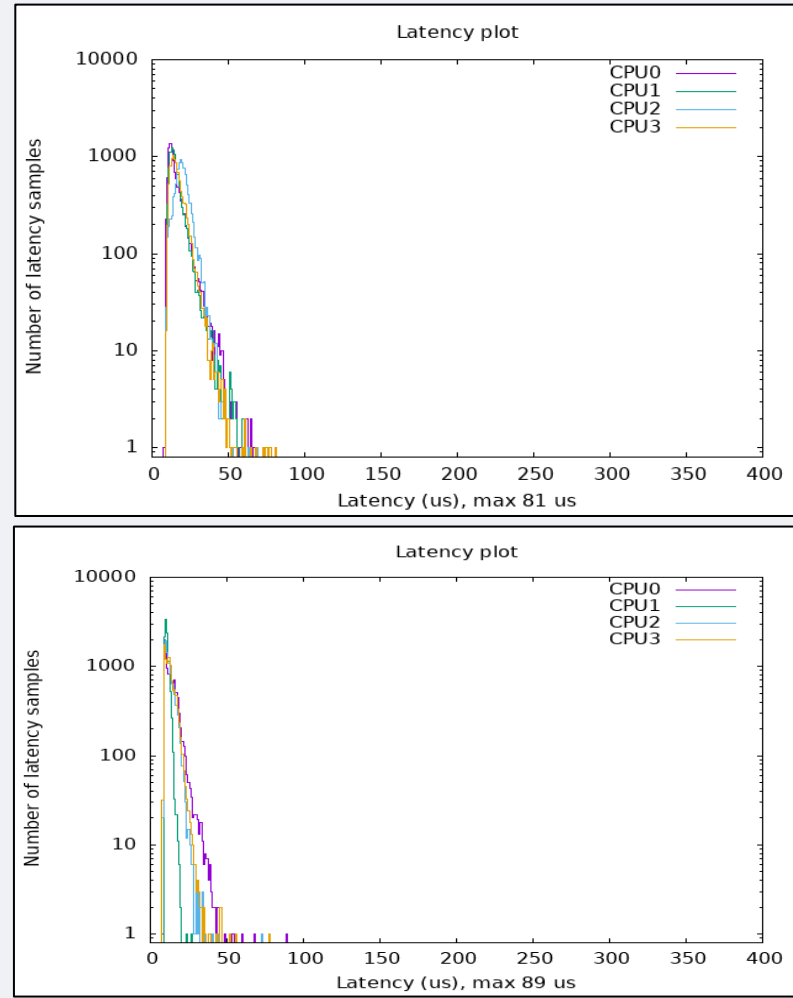 Latency plot
10000
1000
100
10
1
Number of latency samples
CPU0
CPU1
CPU2
CPU3
0 50 100 150 200 250 300 350 400
Latency (us), max 81 us
Latency plot
10000
1000
100
10
1
Number of latency samples
CPU0
CPU1
CPU2
CPU3
0 50 100 150 200 250 300 350 400
Latency (us), max 89 us